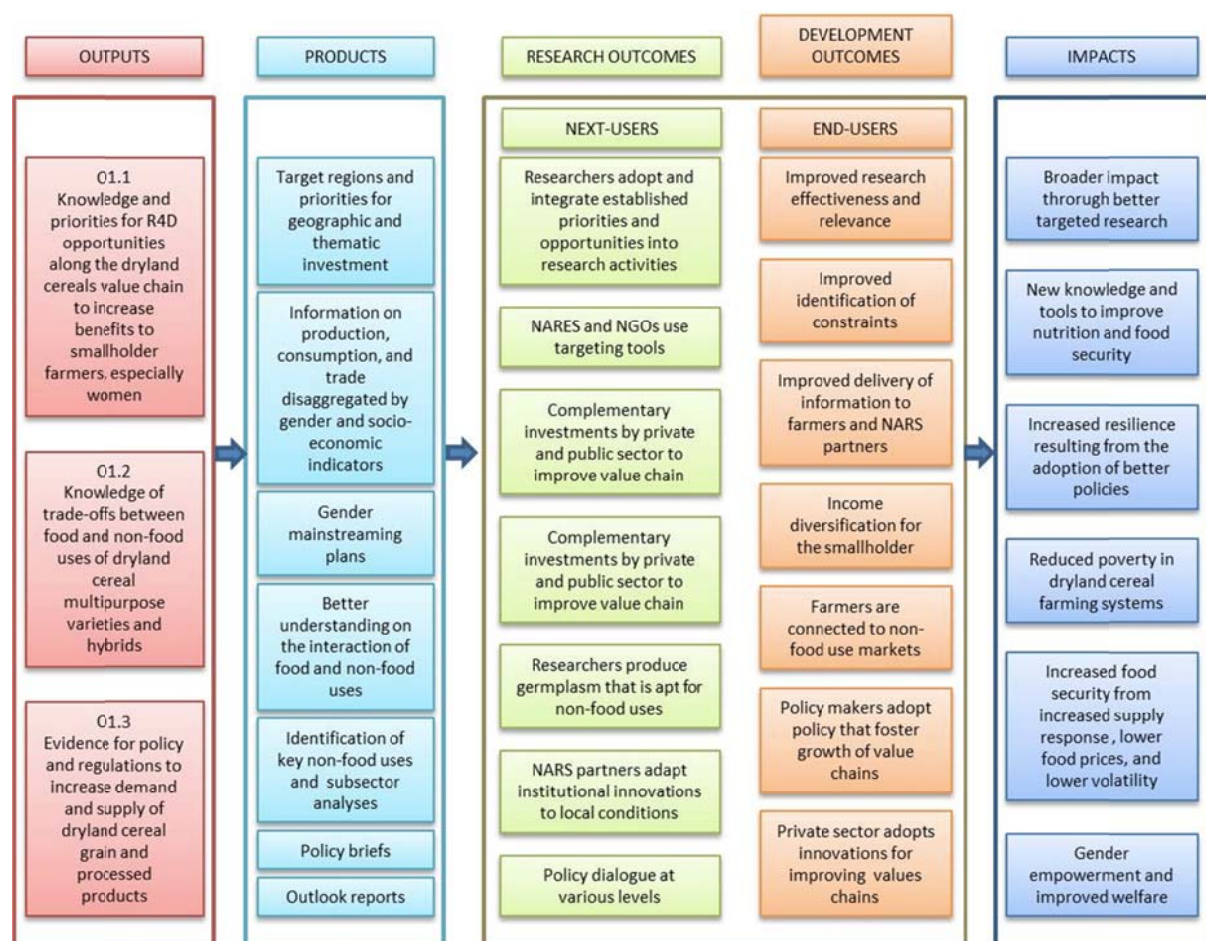 OUTPUTS
O1.1
Knowledge and
priorities for R4D
opportunities
along the dryland
cereals value chain
to increase
benefits to
smallholder
farmers, especially
women
O1.2
Knowledge of
trade-offs between
food and non-food
uses of dryland
cereal
multipurpose
varieties and
hybrids
O1.3
Evidence for policy
and regulations to
increase demand
and supply of
dryland cereal
grain and
processed
products
PRODUCTS
Target regions and
priorities for
geographic and
thematic
investment
Information on
production,
consumption, and
trade
disaggregated by
gender and socio-
economic
indicators
Gender
mainstreaming
plans
Better
understanding on
the interaction of
food and non-food
uses
Identification of
key non-food uses
and subsector
analyses
Policy briefs
Outlook reports
RESEARCH OUTCOMES
NEXT-USERS
Researchers adopt and
integrate established
priorities and
opportunities into
research activities
NARES and NGOs use
targeting tools
Complementary
investments by private
and public sector to
improve value chain
Complementary
investments by private
and public sector to
improve value chain
Researchers produce
germplasm that is apt for
non-food uses
NARS partners adapt
institutional innovations
to local conditions
Policy dialogue at
various levels
DEVELOPMENT
OUTCOMES
END-USERS
Improved research
effectiveness and
relevance
Improved
identification of
constraints
Improved delivery of
information to
farmers and NARS
partners
Income
diversification for
the smallholder
Farmers are
connected to non-
food use markets
Policy makers adopt
policy that foster
growth of value
chains
Private sector adopts
innovations for
improving values
chains
IMPACTS
Broader impact
throrugh better
targeted research
New knowledge and
tools to improve
nutrition and food
security
Increased resilience
resulting from the
adoption of better
policies
Reduced poverty in
dryland cereal
farming systems
Increased food
security from
increased supply
response, lower
food prices, and
lower volatility
Gender
empowerment and
improved welfare